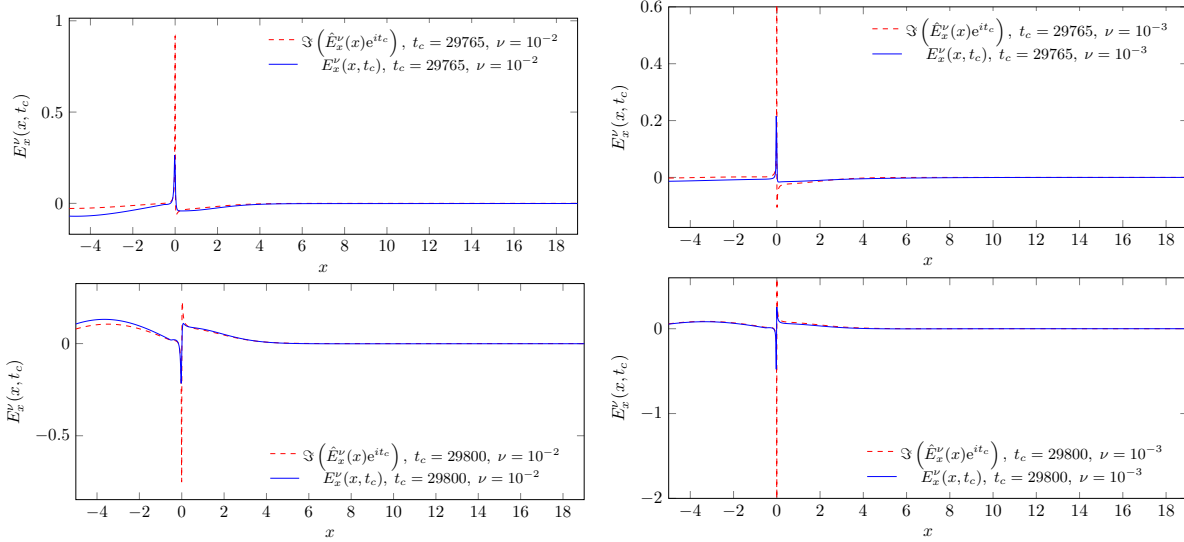 1
0.5
0
−4 −2 0 2 4 6 8 10 12 14 16 18
x
E_x^ν(x, t_c)
ℑ(Ê_x^ν(x)e^{it_c}), t_c = 29765, ν = 10^{−2}
E_x^ν(x, t_c), t_c = 29765, ν = 10^{−2}
0.6
0.4
0.2
0
−4 −2 0 2 4 6 8 10 12 14 16 18
x
E_x^ν(x, t_c)
ℑ(Ê_x^ν(x)e^{it_c}), t_c = 29765, ν = 10^{−3}
E_x^ν(x, t_c), t_c = 29765, ν = 10^{−3}
0
−0.5
−4 −2 0 2 4 6 8 10 12 14 16 18
x
E_x^ν(x, t_c)
ℑ(Ê_x^ν(x)e^{it_c}), t_c = 29800, ν = 10^{−2}
E_x^ν(x, t_c), t_c = 29800, ν = 10^{−2}
0
−1
−2
−4 −2 0 2 4 6 8 10 12 14 16 18
x
E_x^ν(x, t_c)
ℑ(Ê_x^ν(x)e^{it_c}), t_c = 29800, ν = 10^{−3}
E_x^ν(x, t_c), t_c = 29800, ν = 10^{−3}